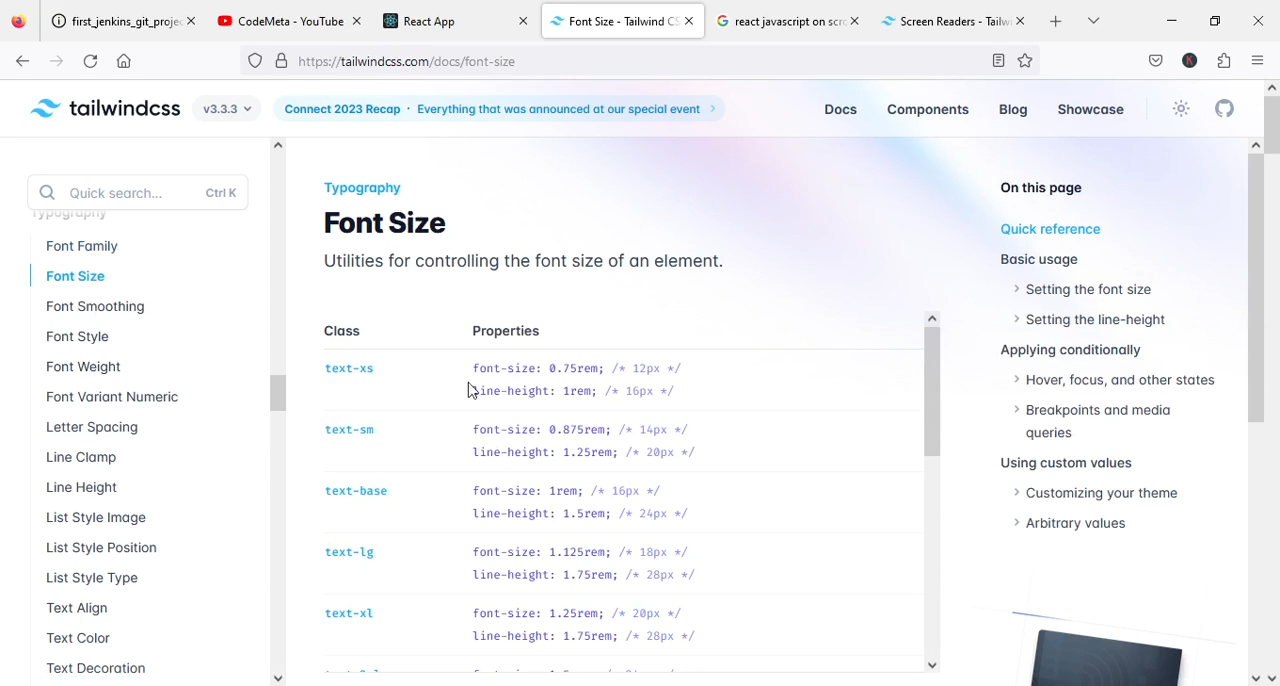 first_jenkins_git_projec
CodeMeta - YouTube
React App
Font Size - Tailwind CS
react javascript on scro
Screen Readers - Tailwi
https://tailwindcss.com/docs/font-size
K
tailwindcss
v3.3.3
Connect 2023 Recap · Everything that was announced at our special event
Docs
Components
Blog
Showcase
Quick search...
Ctrl K
Typography
Font Family
Font Size
Font Smoothing
Font Style
Font Weight
Font Variant Numeric
Letter Spacing
Line Clamp
Line Height
List Style Image
List Style Position
List Style Type
Text Align
Text Color
Text Decoration
Typography
Font Size
Utilities for controlling the font size of an element.
Class Properties
text-xs font-size: 0.75rem; /* 12px */
line-height: 1rem; /* 16px */
text-sm font-size: 0.875rem; /* 14px */
line-height: 1.25rem; /* 20px */
text-base font-size: 1rem; /* 16px */
line-height: 1.5rem; /* 24px */
text-lg font-size: 1.125rem; /* 18px */
line-height: 1.75rem; /* 28px */
text-xl font-size: 1.25rem; /* 20px */
line-height: 1.75rem; /* 28px */
On this page
Quick reference
Basic usage
Setting the font size
Setting the line-height
Applying conditionally
Hover, focus, and other states
Breakpoints and media
queries
Using custom values
Customizing your theme
Arbitrary values